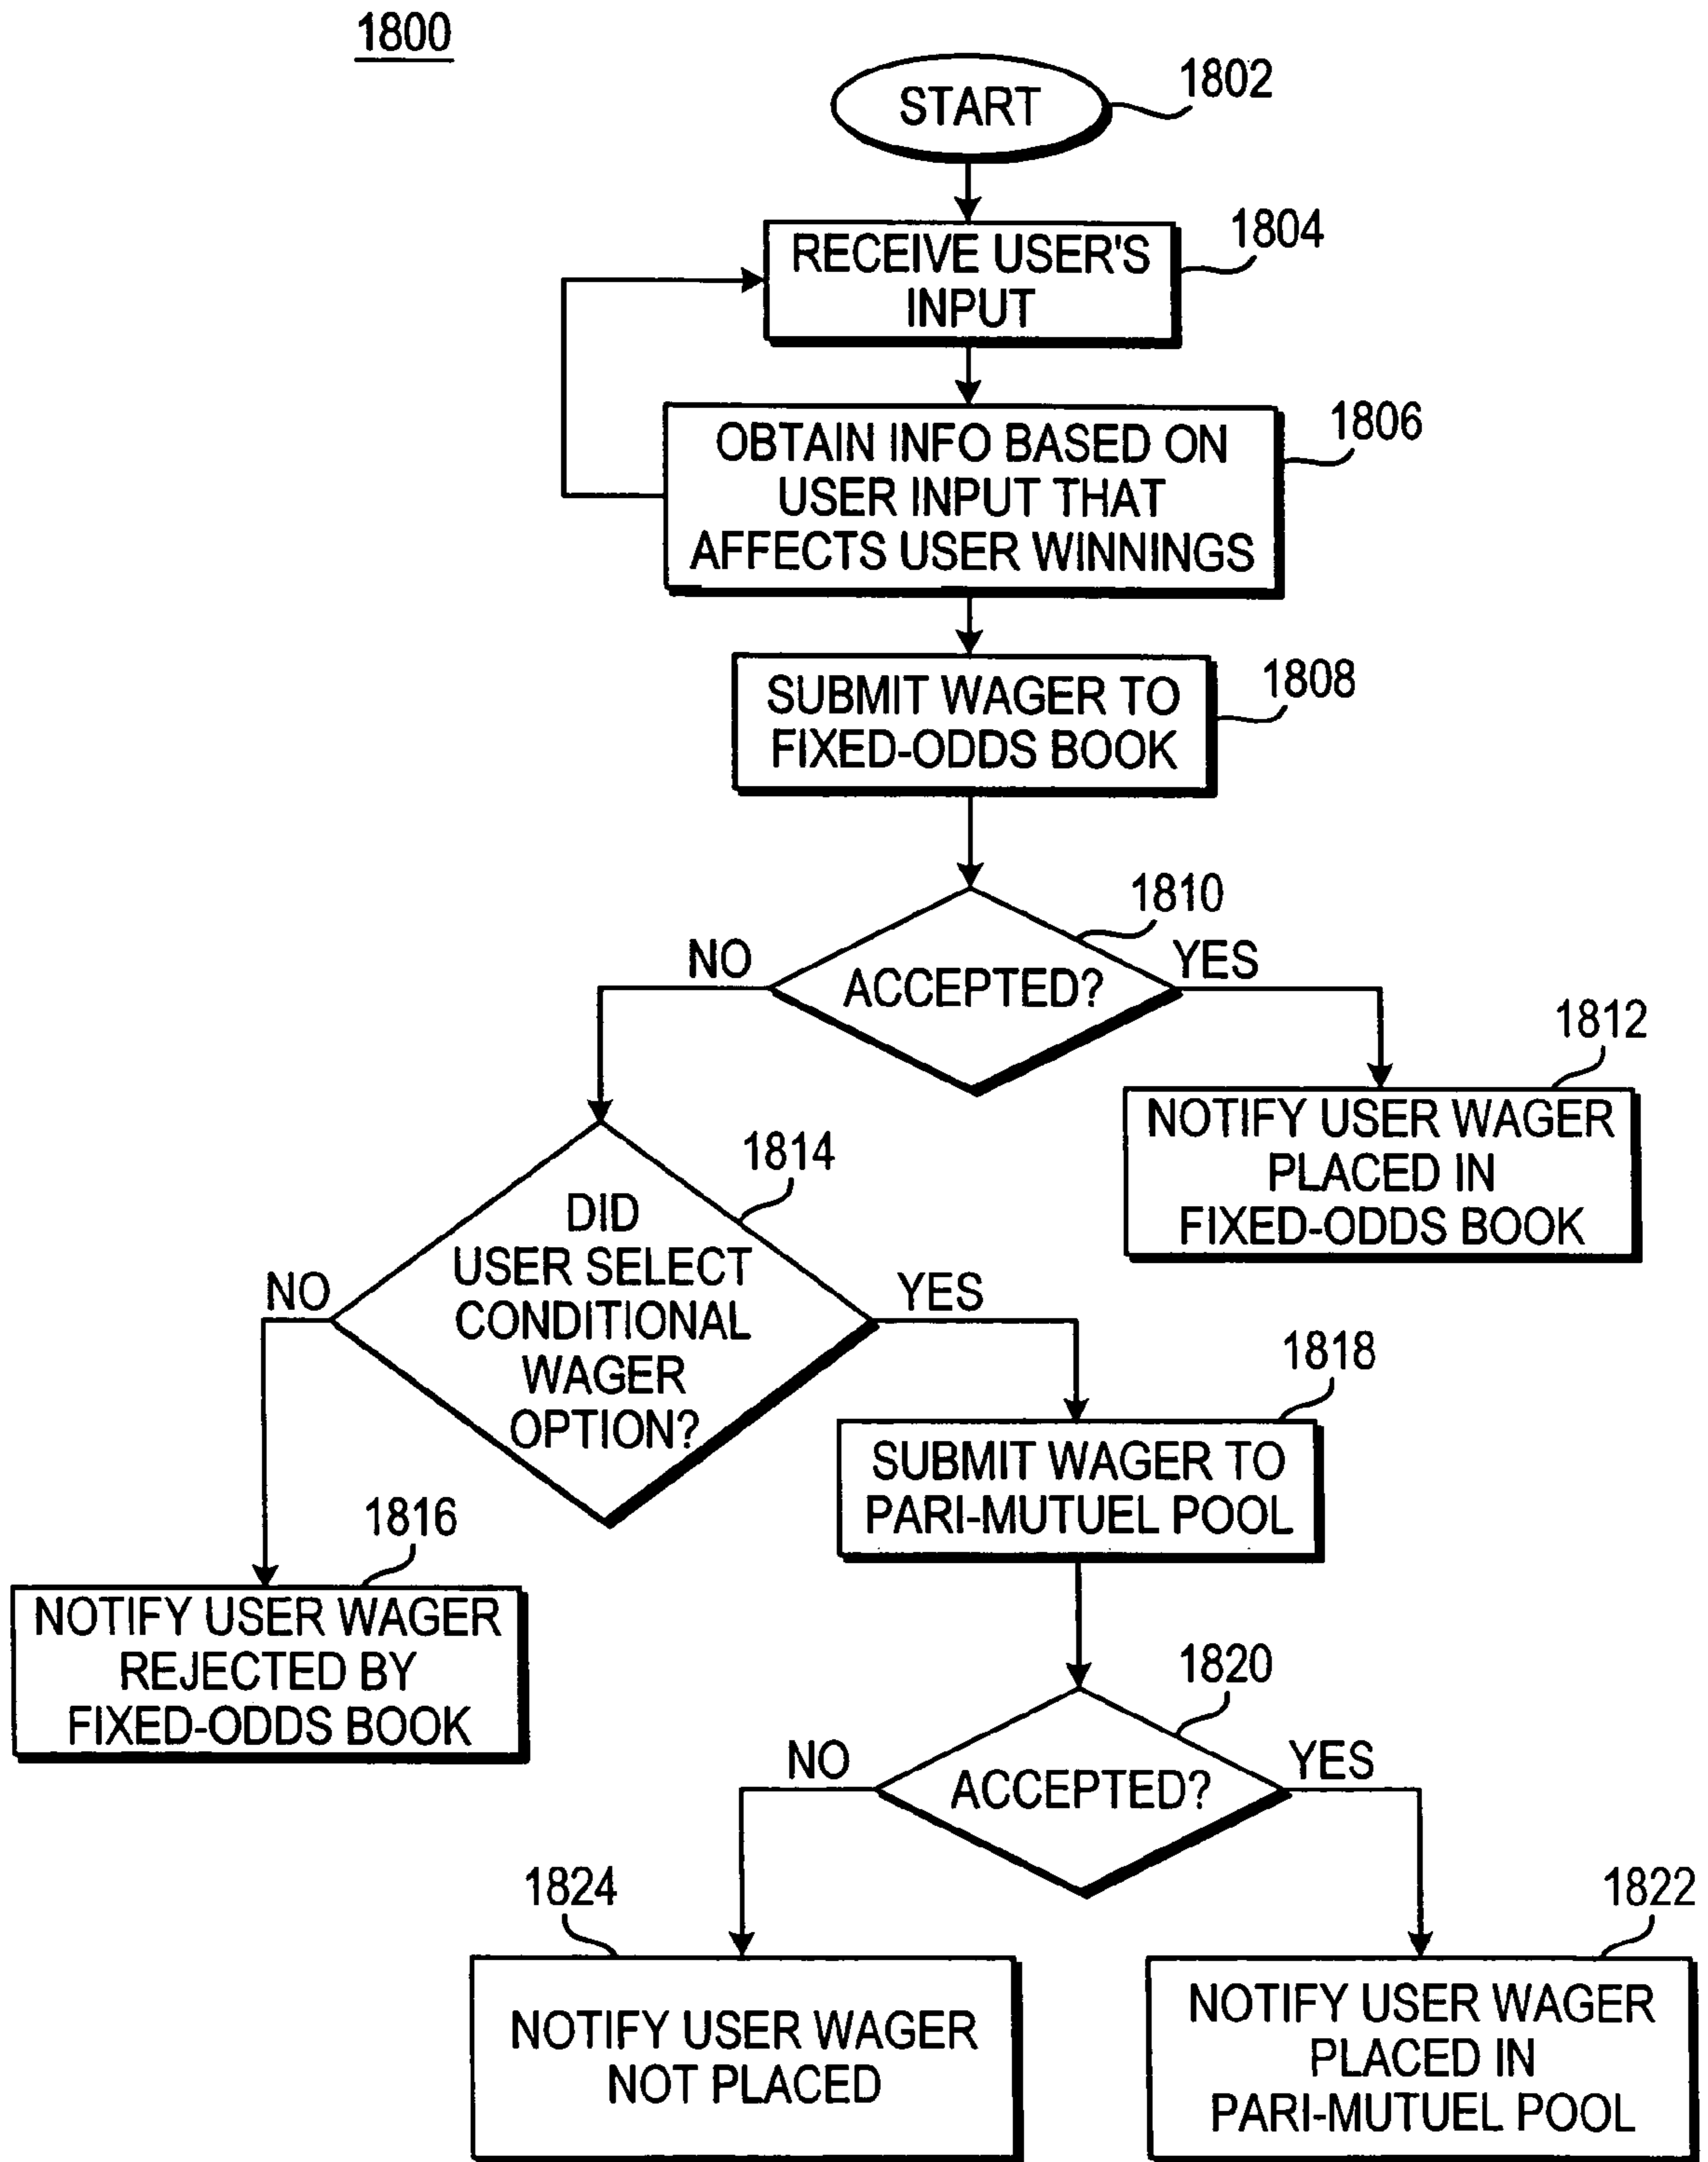 1800
START
1802
RECEIVE USER'S
INPUT
1804
OBTAIN INFO BASED ON
USER INPUT THAT
AFFECTS USER WINNINGS
1806
SUBMIT WAGER TO
FIXED-ODDS BOOK
1808
1810
NO
ACCEPTED?
YES
1812
NOTIFY USER WAGER
PLACED IN
FIXED-ODDS BOOK
1814
DID
USER SELECT
CONDITIONAL
WAGER
OPTION?
NO
YES
1818
SUBMIT WAGER TO
PARI-MUTUEL POOL
1816
NOTIFY USER WAGER
REJECTED BY
FIXED-ODDS BOOK
1820
NO
ACCEPTED?
YES
1824
NOTIFY USER WAGER
NOT PLACED
1822
NOTIFY USER WAGER
PLACED IN
PARI-MUTUEL POOL